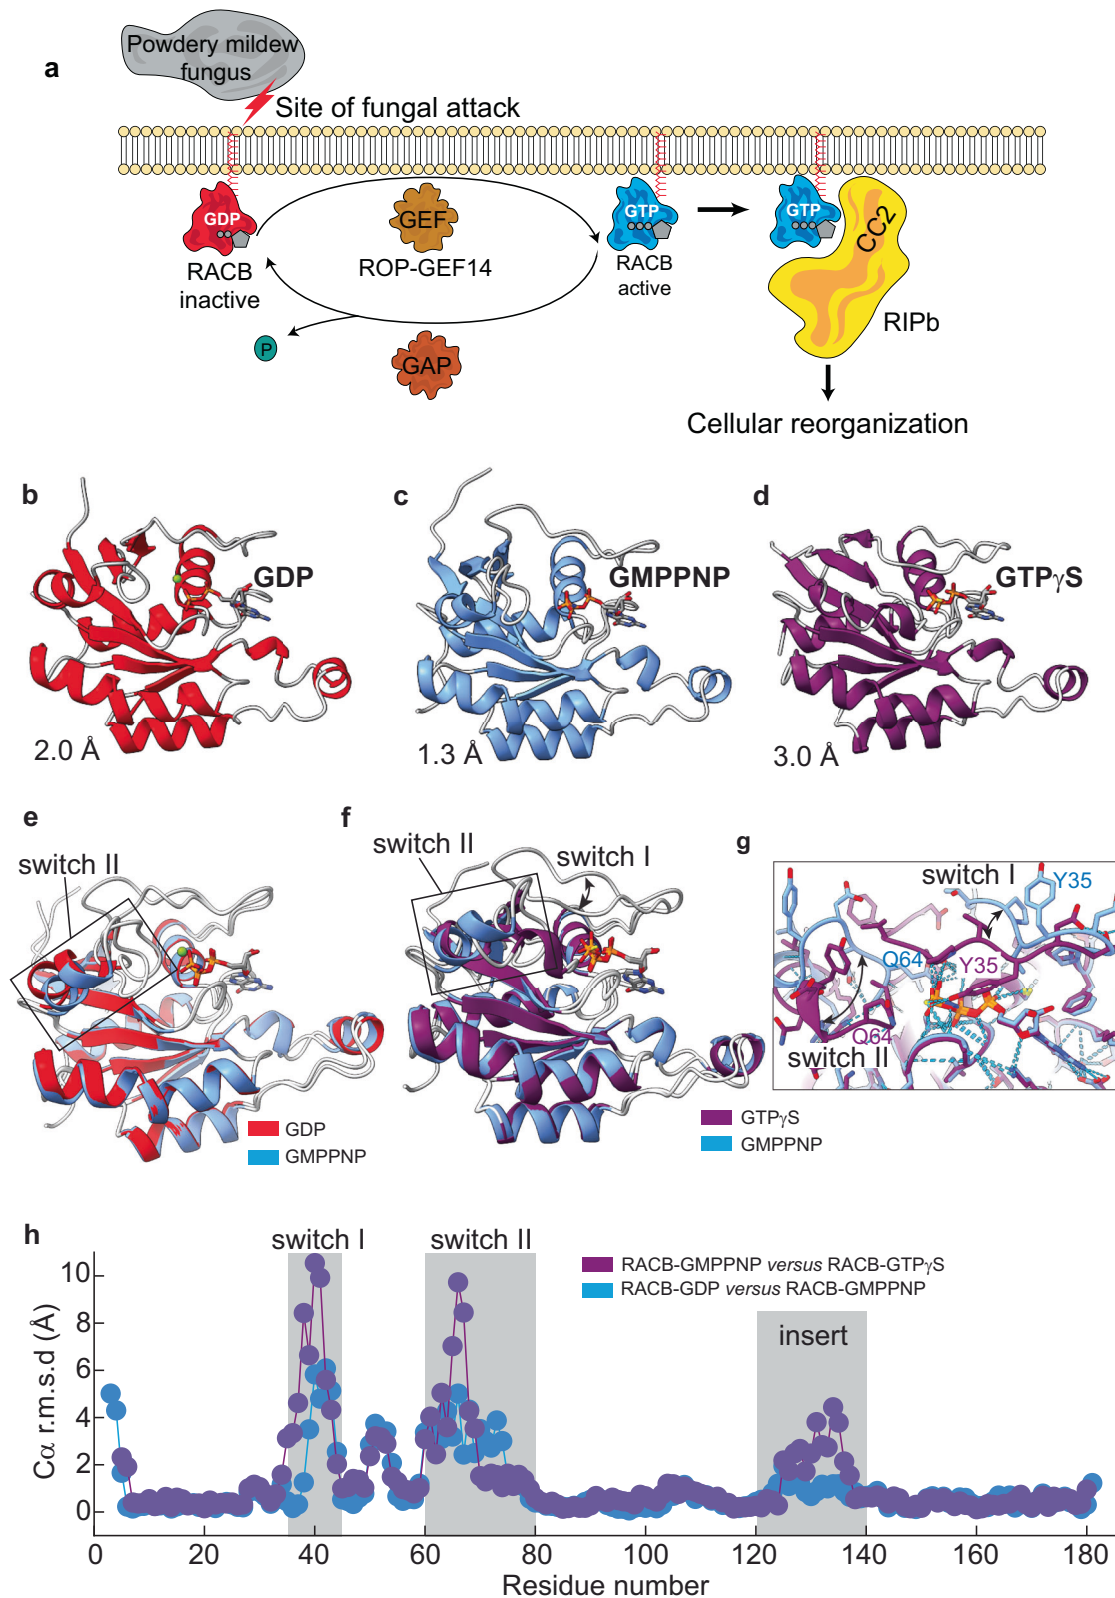 a
Powdery mildew
fungus
Site of fungal attack
GDP
GEF
GTP
GTP
CC2
RACB
inactive
ROP-GEF14
RACB
active
RIPb
P
GAP
Cellular reorganization
b
c
d
GDP
GMPPNP
GTPγS
2.0 Å
1.3 Å
3.0 Å
e
f
g
switch II
switch II
switch I
switch I
Y35
Q64
Y35
Q64
switch II
GDP
GMPPNP
GTPγS
GMPPNP
h
switch I
switch II
RACB-GMPPNP versus RACB-GTPγS
RACB-GDP versus RACB-GMPPNP
insert
Cα r.m.s.d (Å)
10
8
6
4
2
0
0 20 40 60 80 100 120 140 160 180
Residue number